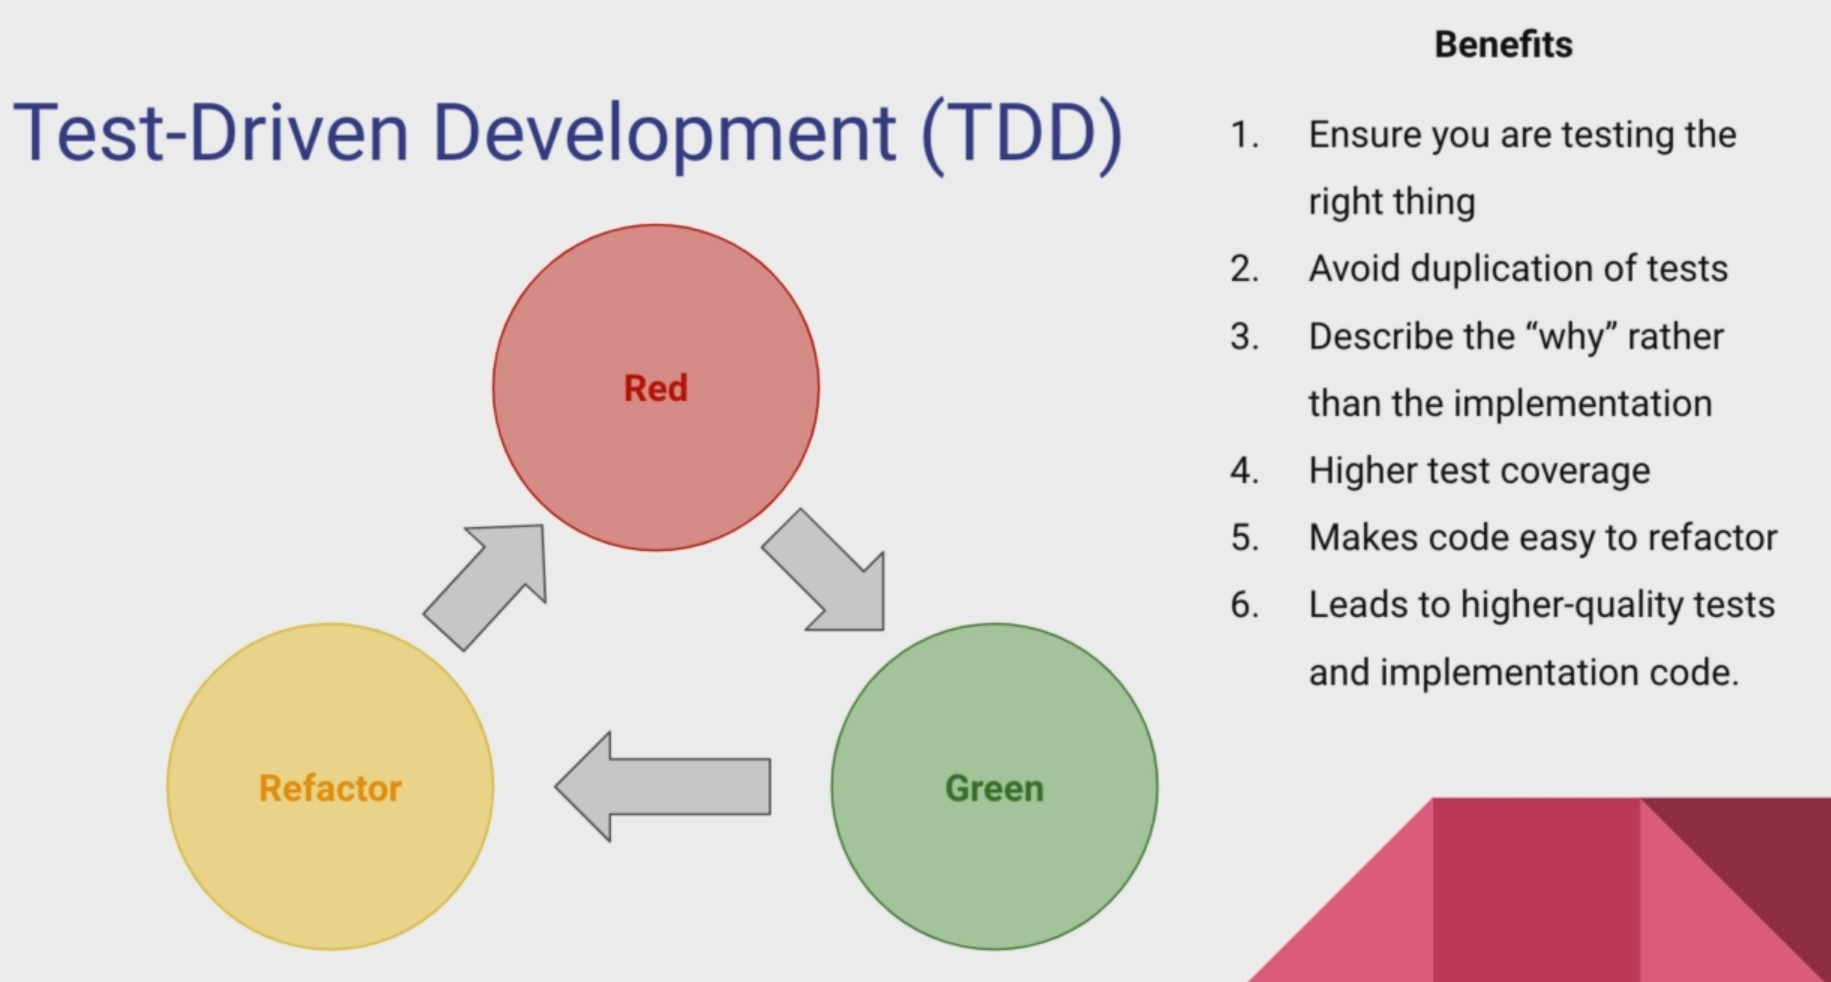 Test-Driven Development (TDD)
Red
Green
Refactor
Benefits
1. Ensure you are testing the
right thing
2. Avoid duplication of tests
3. Describe the “why” rather
than the implementation
4. Higher test coverage
5. Makes code easy to refactor
6. Leads to higher-quality tests
and implementation code.